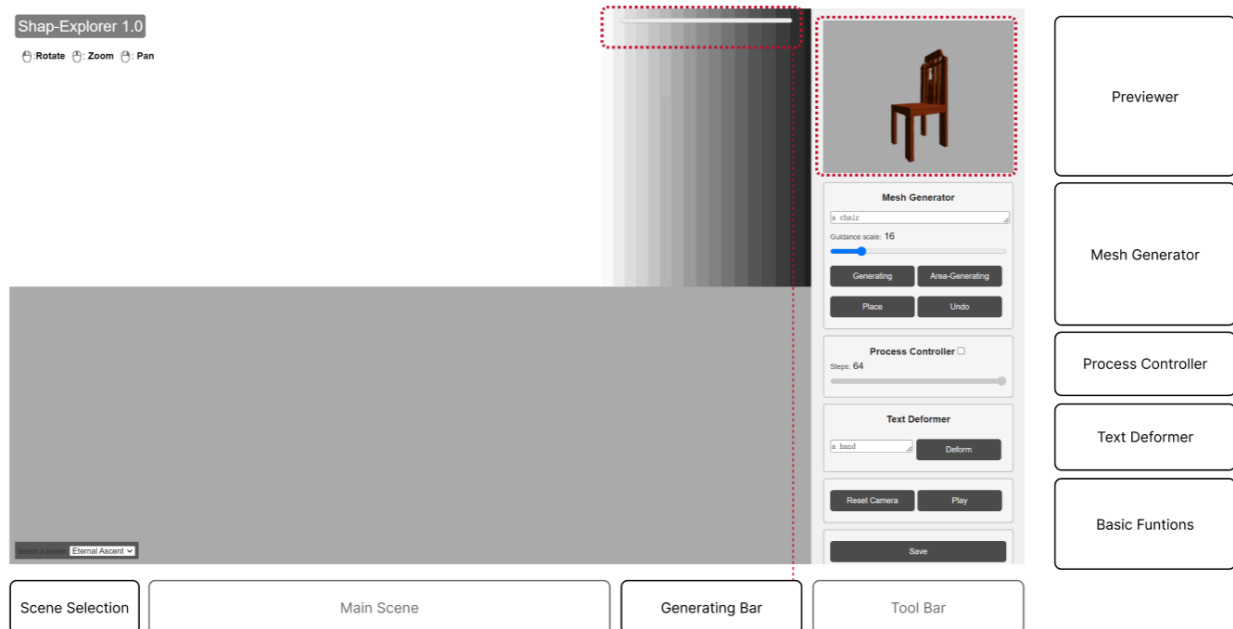 Shap-Explorer 1.0
:Rotate : Zoom : Pan
Previewer
Mesh Generator
a chair
Guidance scale: 16
Generating Area-Generating
Place Undo
Mesh Generator
Process Controller
Steps: 64
Process Controller
Text Deformer
a hand Deform
Text Deformer
Reset Camera Play
Basic Funtions
Save
Select a scene: Eternal Ascent
Scene Selection
Main Scene
Generating Bar
Tool Bar